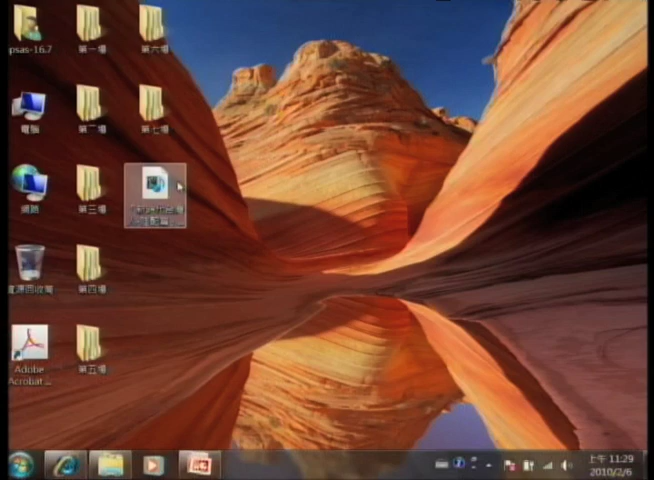 psas-16.7
第一場
第六場
電腦
第二場
第七場
網路
第三場
資源回收筒
第四場
Adobe
Acrobat ...
第五場
上午 11:29
2010/2/6